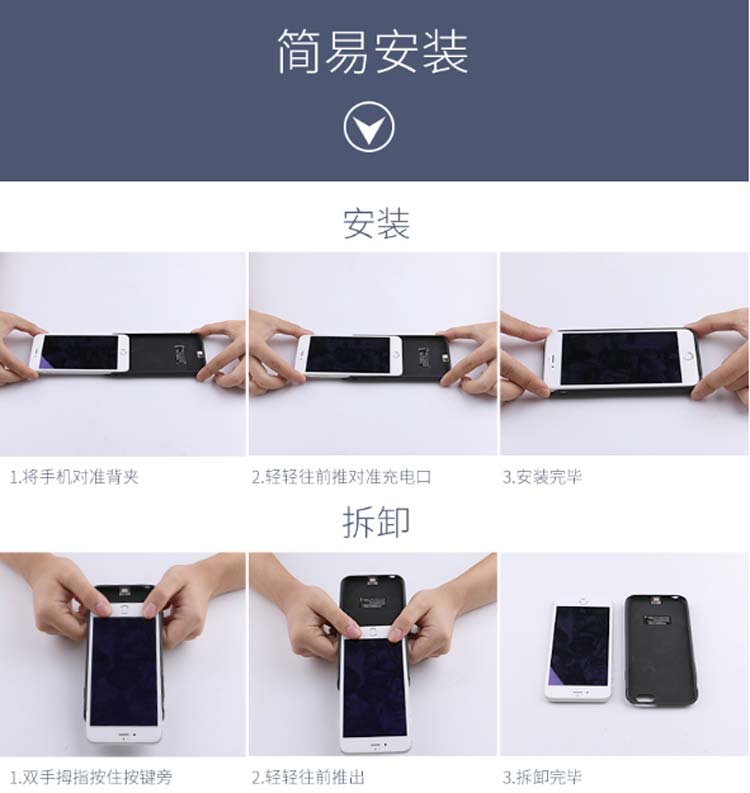 简易安装
安装
1.将手机对准背夹
2.轻轻往前推对准充电口
3.安装完毕
拆卸
1.双手拇指按住按键旁
2.轻轻往前推出
3.拆卸完毕